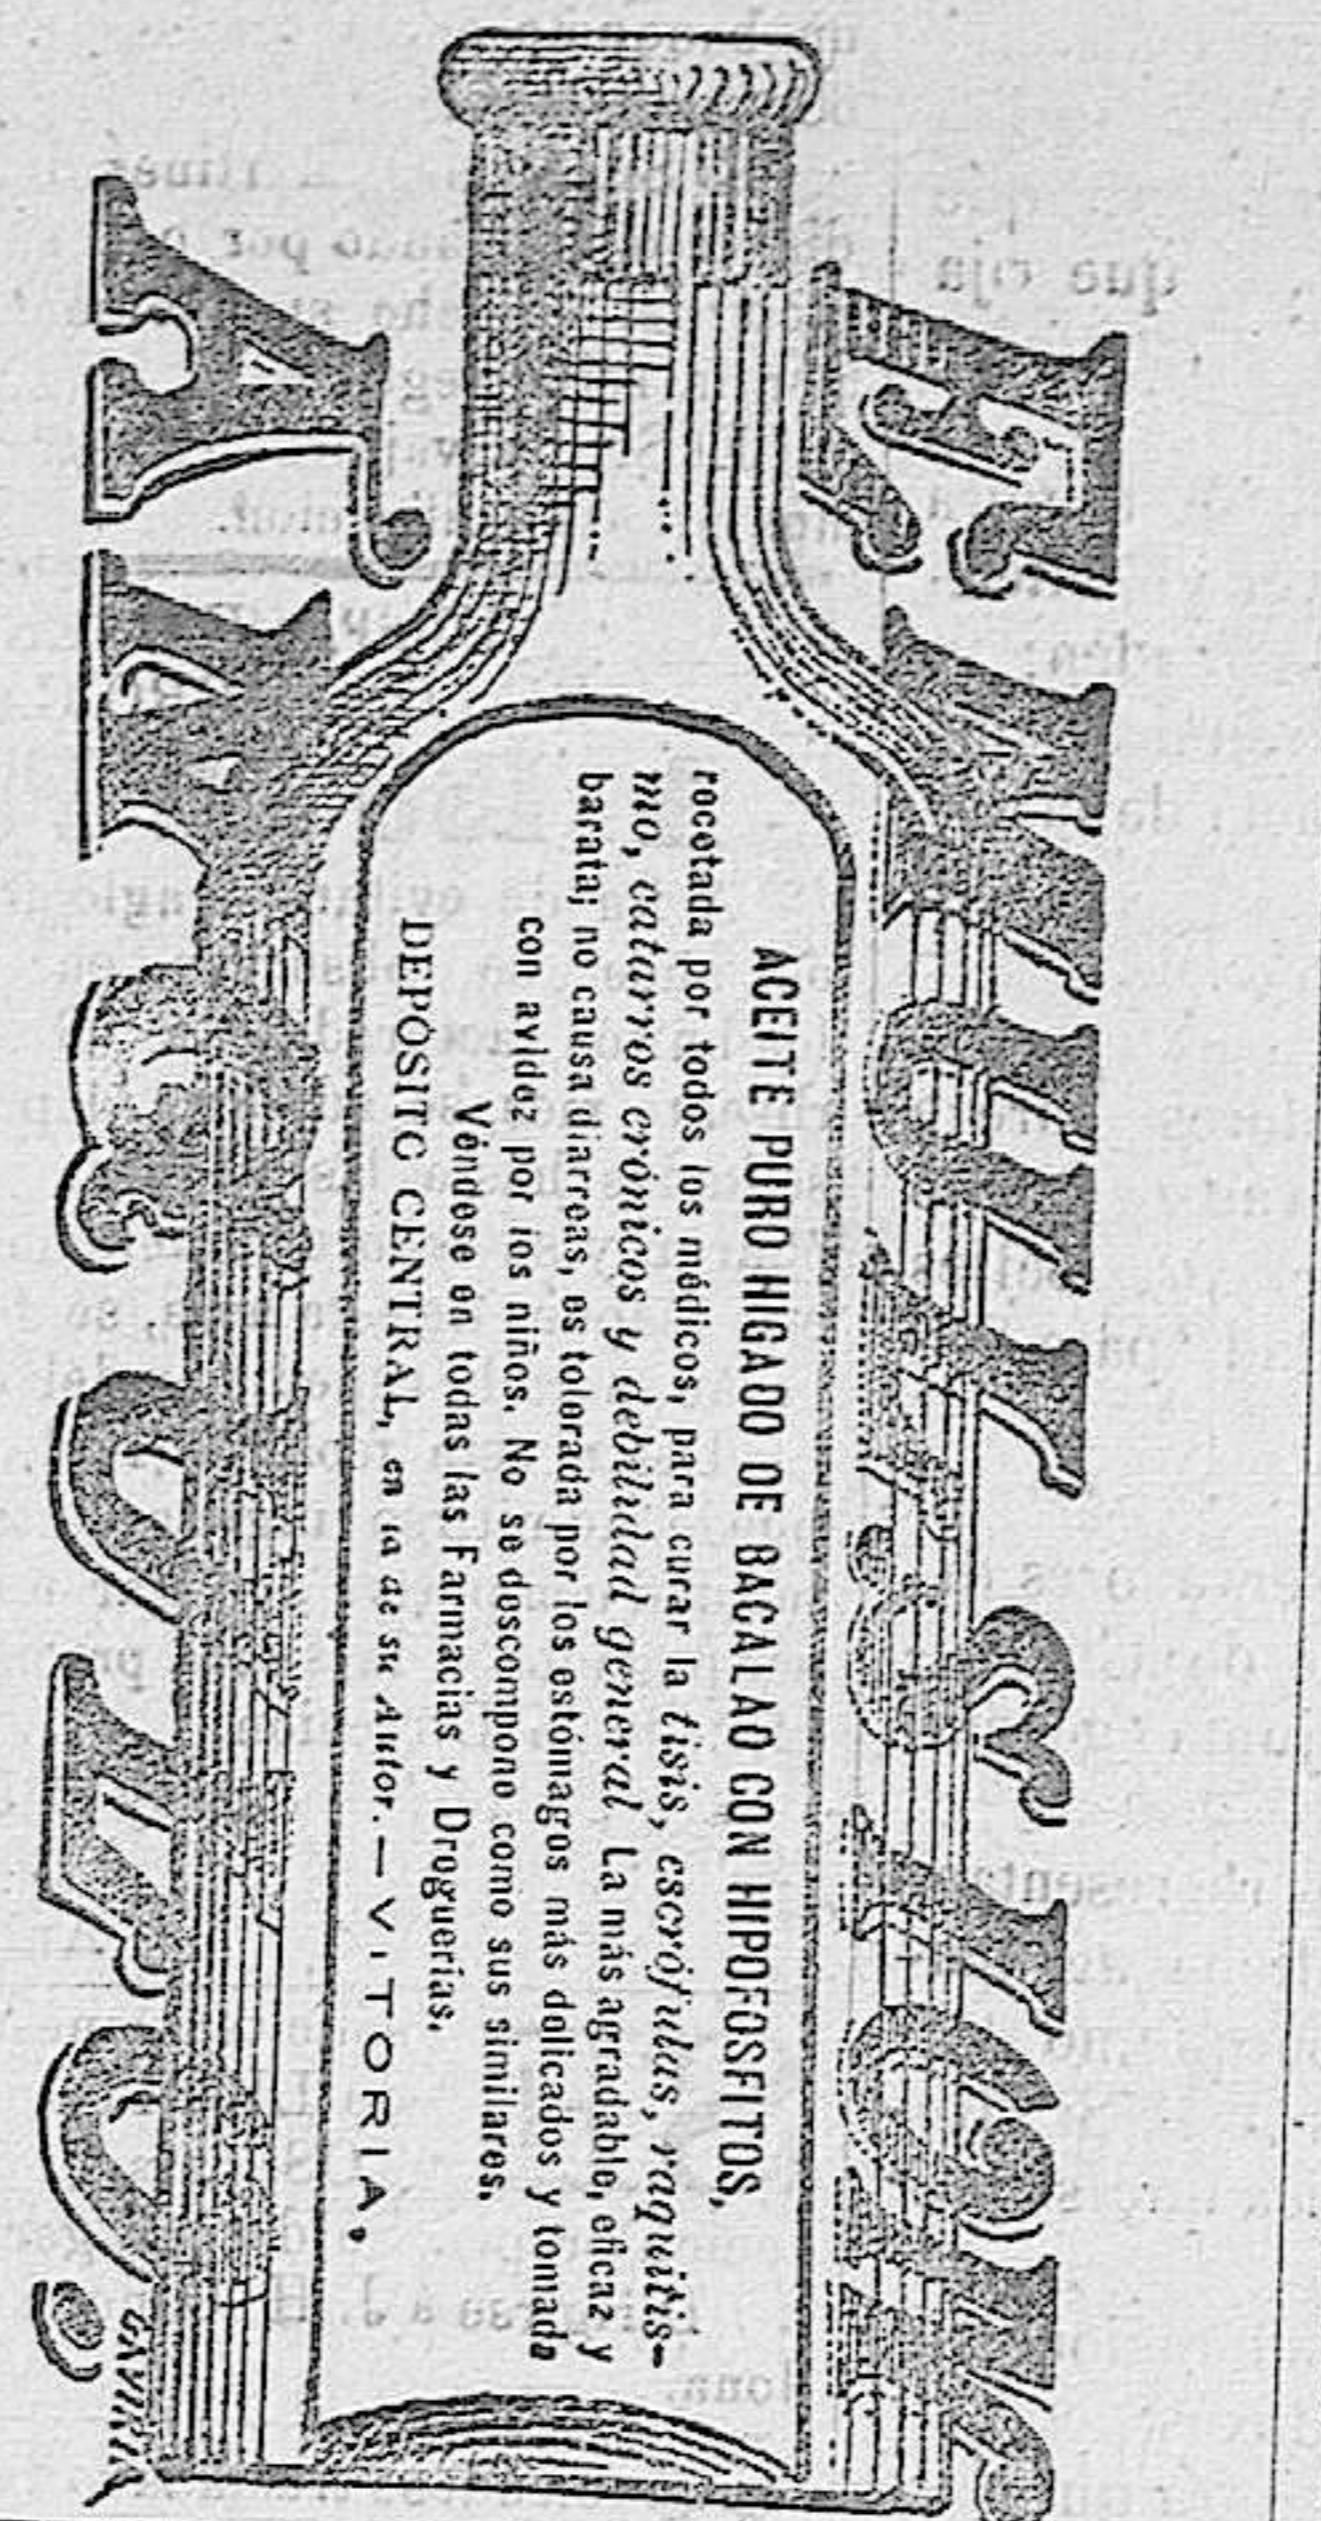 EMULSIÓN
ACEITE PURO HIGADO DE BACALAO CON HIPOFOSFITOS,
recetada por todos los médicos, para curar la tisis, escrófulas, raquitis-
mo, catarros crónicos y debilidad general La más agradable, eficaz y
barata; no causa diarreas, es tolerada por los estómagos más delicados y tomada
con avidez por los niños. No se descompone como sus similares.
Véndese en todas las Farmacias y Droguerías.
DEPÓSITO CENTRAL, en la de su Autor.—VITORIA.